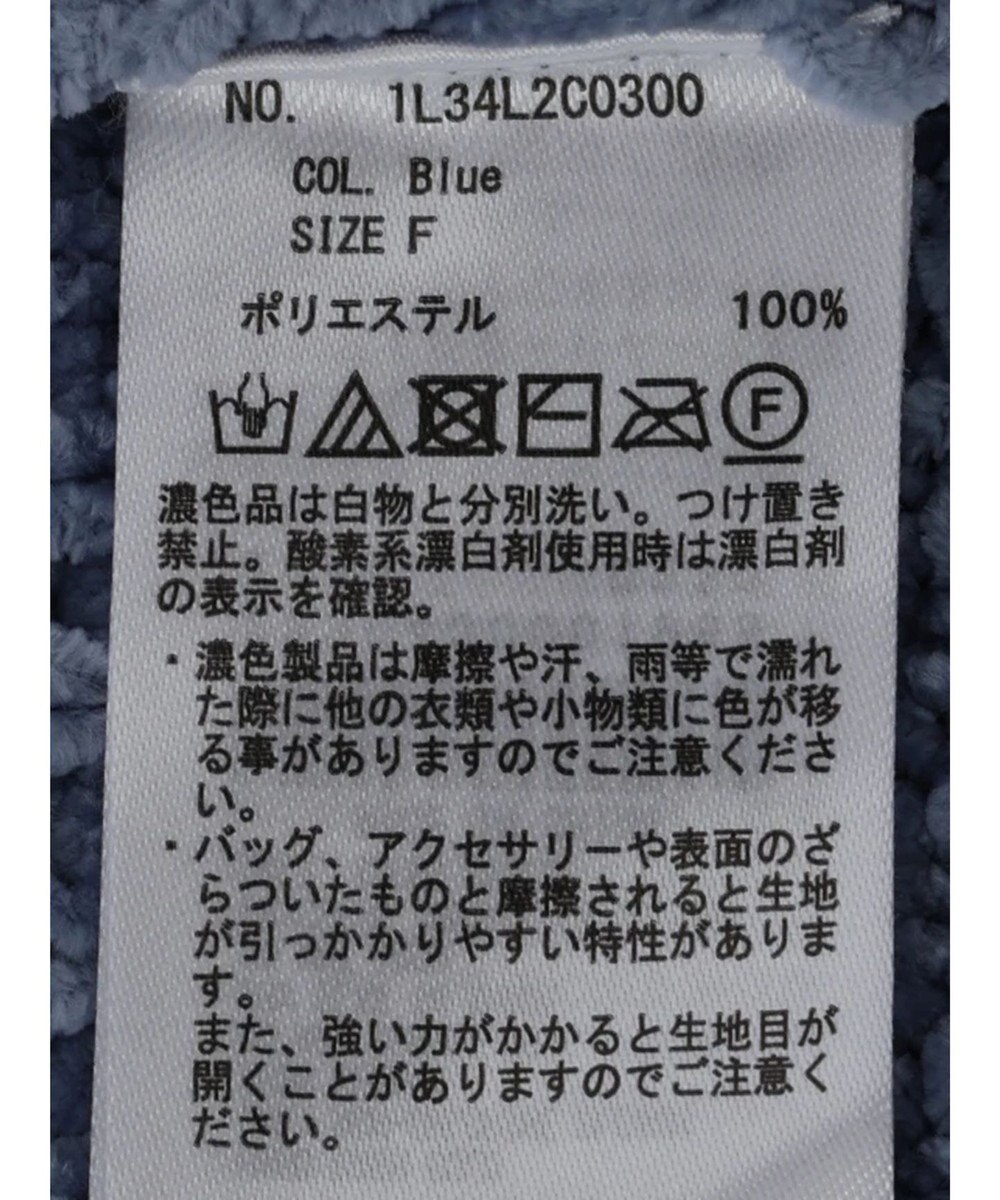 NO. 1L34L2C0300
COL. Blue
SIZE F
ポリエステル 100%
F
濃色品は白物と分別洗い。つけ置き
禁止。酸素系漂白剤使用時は漂白剤
の表示を確認。
・濃色製品は摩擦や汗、雨等で濡れ
た際に他の衣類や小物類に色が移
る事がありますのでご注意くださ
い。
・バッグ、アクセサリーや表面のざ
らついたものと摩擦されると生地
が引っかかりやすい特性がありま
す。
また、強い力がかかると生地目が
開くことがありますのでご注意く
ださい。